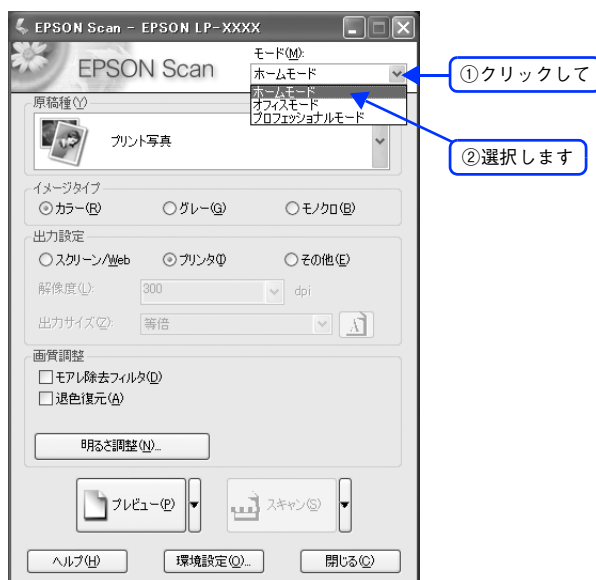 EPSON Scan - EPSON LP-XXXX
EPSON Scan
モード(M):
ホームモード
ホームモード
オフィスモード
プロフェッショナルモード
①クリックして
②選択します
原稿種(Y)
プリント写真
イメージタイプ
カラー(R) グレー(G) モノクロ(B)
出力設定
スクリーン/Web プリンタ(I) その他(E)
解像度(L): 300 dpi
出力サイズ(Z): 等倍 A
画質調整
モアレ除去フィルタ(D)
退色復元(A)
明るさ調整(N)...
プレビュー(P) スキャン(S)
ヘルプ(H) 環境設定(O)... 閉じる(C)